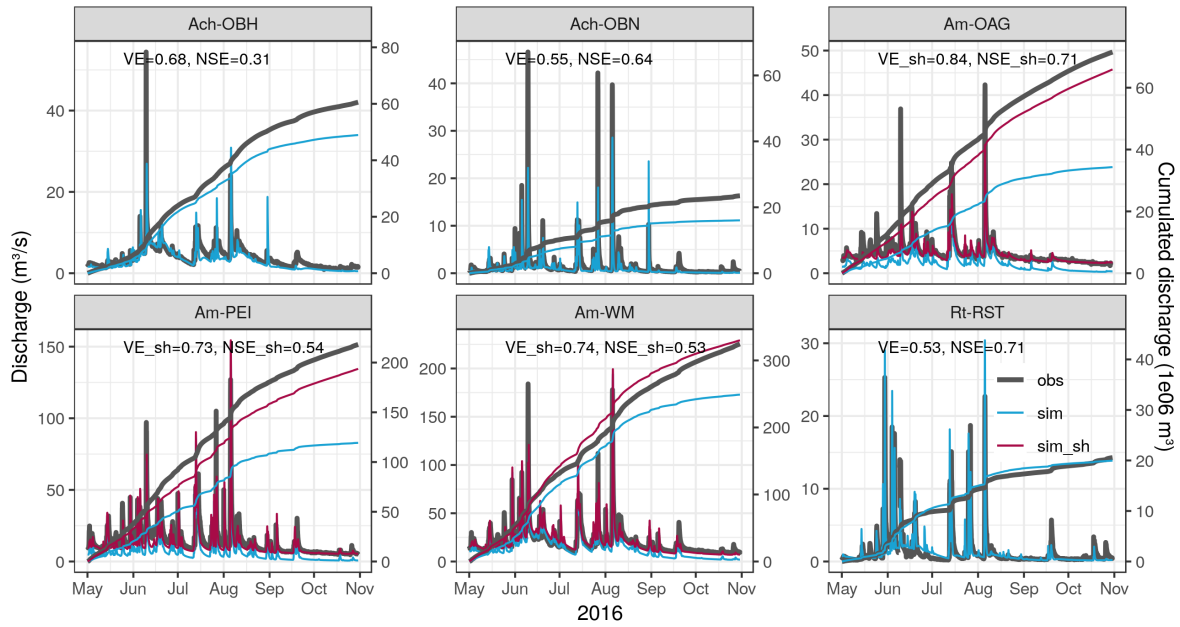 Ach-OBH
Ach-OBN
Am-OAG
VE=0.68, NSE=0.31
VE=0.55, NSE=0.64
VE_sh=0.84, NSE_sh=0.71
0 20 40
0 20 40 60 80
0 10 20 30 40
0 20 40 60
0 10 20 30 40 50
0 20 40 60
Am-PEI
Am-WM
Rt-RST
VE_sh=0.73, NSE_sh=0.54
VE_sh=0.74, NSE_sh=0.53
VE=0.53, NSE=0.71
obs
sim
sim_sh
0 50 100 150
0 50 100 150 200
0 50 100 150 200
0 100 200 300
0 10 20 30
0 10 20 30 40
May Jun Jul Aug Sep Oct Nov
May Jun Jul Aug Sep Oct Nov
May Jun Jul Aug Sep Oct Nov
2016
Discharge (m³/s)
Cumulated discharge (1e06 m³)